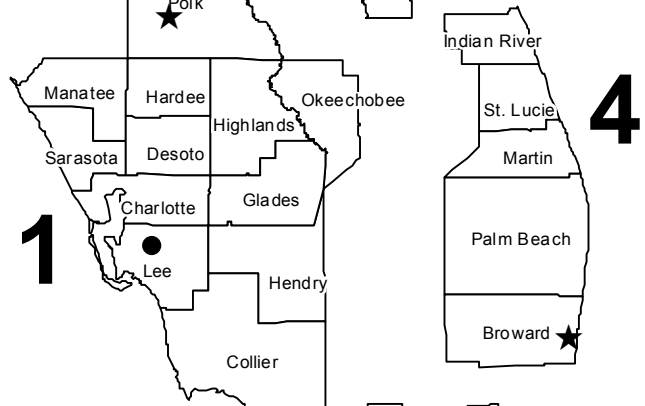 Polk
Indian River
Manatee
Hardee
Okeechobee
4
St. Lucie
Highlands
Sarasota
Desoto
Martin
Charlotte
Glades
1
Palm Beach
Lee
Hendry
Broward
Collier